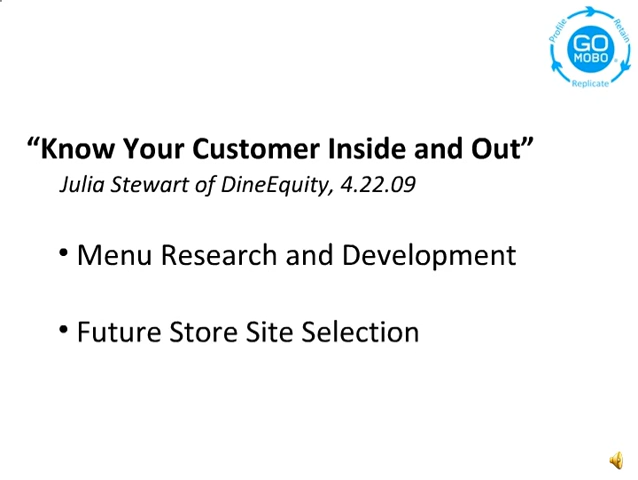 Profile
Retain
GO
MOBO
Replicate
“Know Your Customer Inside and Out”
Julia Stewart of DineEquity, 4.22.09
• Menu Research and Development
• Future Store Site Selection